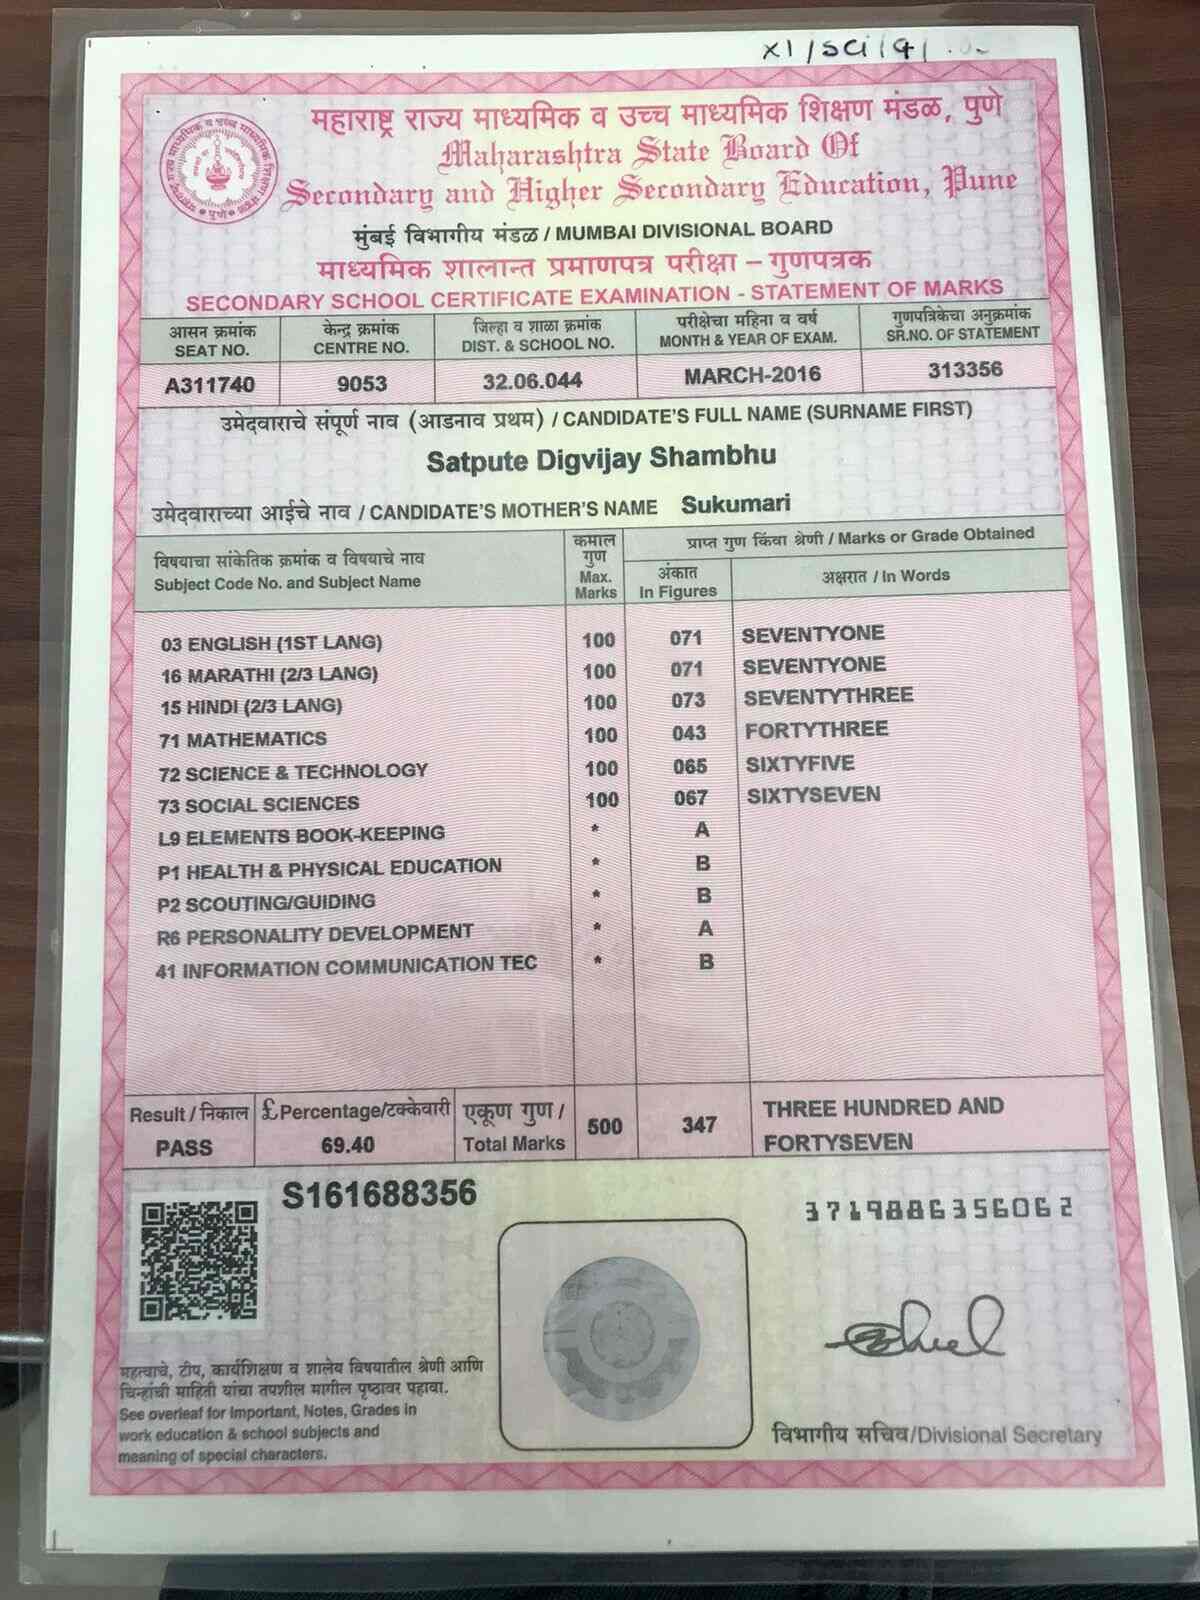 XI/SCI/9/
महाराष्ट्र राज्य माध्यमिक व उच्च माध्यमिक शिक्षण मंडळ, पुणे
Maharashtra State Board Of
Secondary and Higher Secondary Education, Pune
मुंबई विभागीय मंडळ / MUMBAI DIVISIONAL BOARD
माध्यमिक शालान्त प्रमाणपत्र परीक्षा – गुणपत्रक
SECONDARY SCHOOL CERTIFICATE EXAMINATION - STATEMENT OF MARKS
आसन क्रमांक केन्द्र क्रमांक जिल्हा व शाळा क्रमांक परीक्षेचा महिना व वर्ष गुणपत्रिकेचा अनुक्रमांक
SEAT NO. CENTRE NO. DIST. & SCHOOL NO. MONTH & YEAR OF EXAM. SR.NO. OF STATEMENT
A311740 9053 32.06.044 MARCH-2016 313356
उमेदवाराचे संपूर्ण नाव (आडनाव प्रथम) / CANDIDATE'S FULL NAME (SURNAME FIRST)
Satpute Digvijay Shambhu
उमेदवाराच्या आईचे नाव / CANDIDATE'S MOTHER'S NAME Sukumari
विषयाचा सांकेतिक क्रमांक व विषयाचे नाव
Subject Code No. and Subject Name
कमाल
गुण
Max.
Marks
प्राप्त गुण किंवा श्रेणी / Marks or Grade Obtained
अंकात
In Figures
अक्षरात / In Words
03 ENGLISH (1ST LANG) 100 071 SEVENTYONE
16 MARATHI (2/3 LANG) 100 071 SEVENTYONE
15 HINDI (2/3 LANG) 100 073 SEVENTYTHREE
71 MATHEMATICS 100 043 FORTYTHREE
72 SCIENCE & TECHNOLOGY 100 065 SIXTYFIVE
73 SOCIAL SCIENCES 100 067 SIXTYSEVEN
L9 ELEMENTS BOOK-KEEPING * A
P1 HEALTH & PHYSICAL EDUCATION * B
P2 SCOUTING/GUIDING * B
R6 PERSONALITY DEVELOPMENT * A
41 INFORMATION COMMUNICATION TEC * B
Result / निकाल £Percentage/टक्केवारी एकूण गुण / THREE HUNDRED AND
PASS 69.40 Total Marks 500 347 FORTYSEVEN
S161688356
3719886356062
महत्वाचे, टीप, कार्यशिक्षण व शालेय विषयातील श्रेणी आणि
चिन्हांची माहिती यांचा तपशील मागील पृष्ठावर पहावा.
See overleaf for Important, Notes, Grades in
work education & school subjects and
meaning of special characters.
विभागीय सचिव/Divisional Secretary